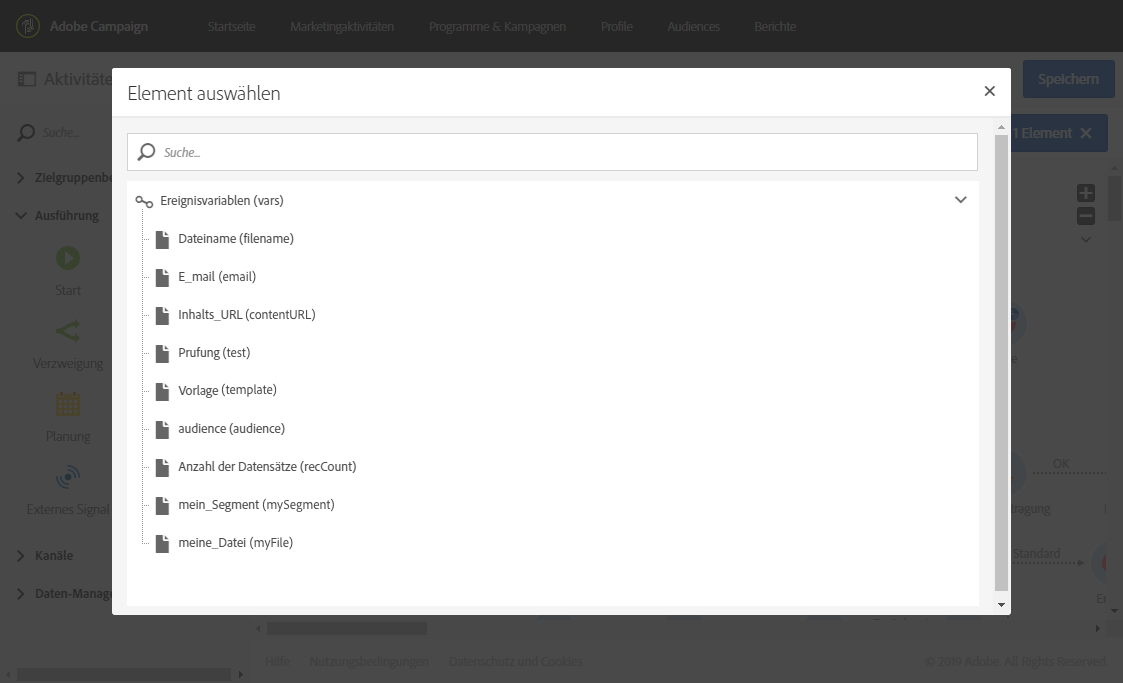 Adobe Campaign
Startseite
Marketingaktivitäten
Programme & Kampagnen
Profile
Audiences
Berichte
Aktivitäte
Speichern
Element auswählen
1 Element
Suche...
Suche...
Zielgruppenbe
Ausführung
Start
Verzweigung
Planung
Externes Signal
Kanäle
Daten-Manage
Ereignisvariablen (vars)
Dateiname (filename)
E_mail (email)
Inhalts_URL (contentURL)
Prufung (test)
Vorlage (template)
audience (audience)
Anzahl der Datensätze (recCount)
mein_Segment (mySegment)
meine_Datei (myFile)
OK
ragung
Standard
Er
Hilfe
Nutzungsbedingungen
Datenschutz und Cookies
© 2019 Adobe. All Rights Reserved.